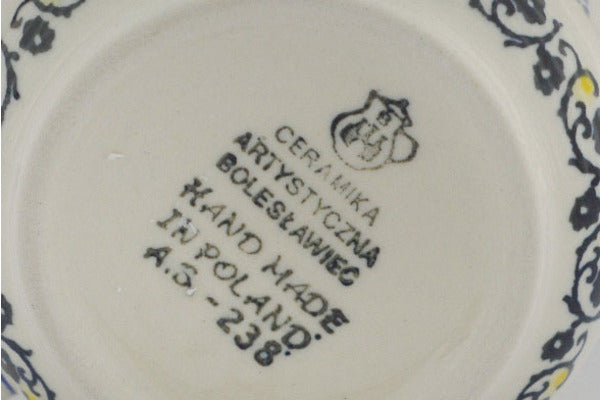 CERAMIKA
ARTYSTYCZNA
BOLESŁAWIEC
HAND MADE
IN POLAND.
A.S. - 238.